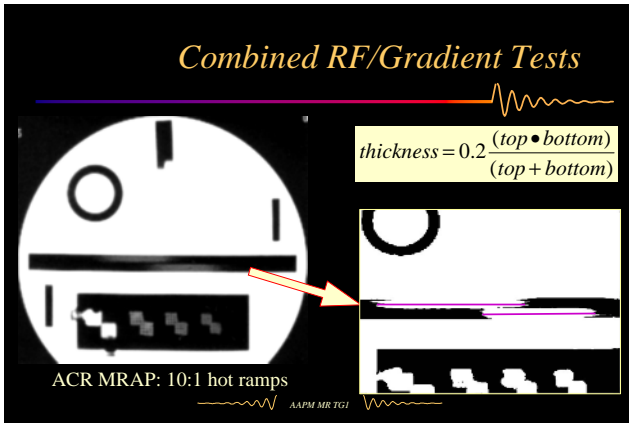 Combined RF/Gradient Tests
thickness = 0.2 (top • bottom) / (top + bottom)
ACR MRAP: 10:1 hot ramps
AAPM MR TG1